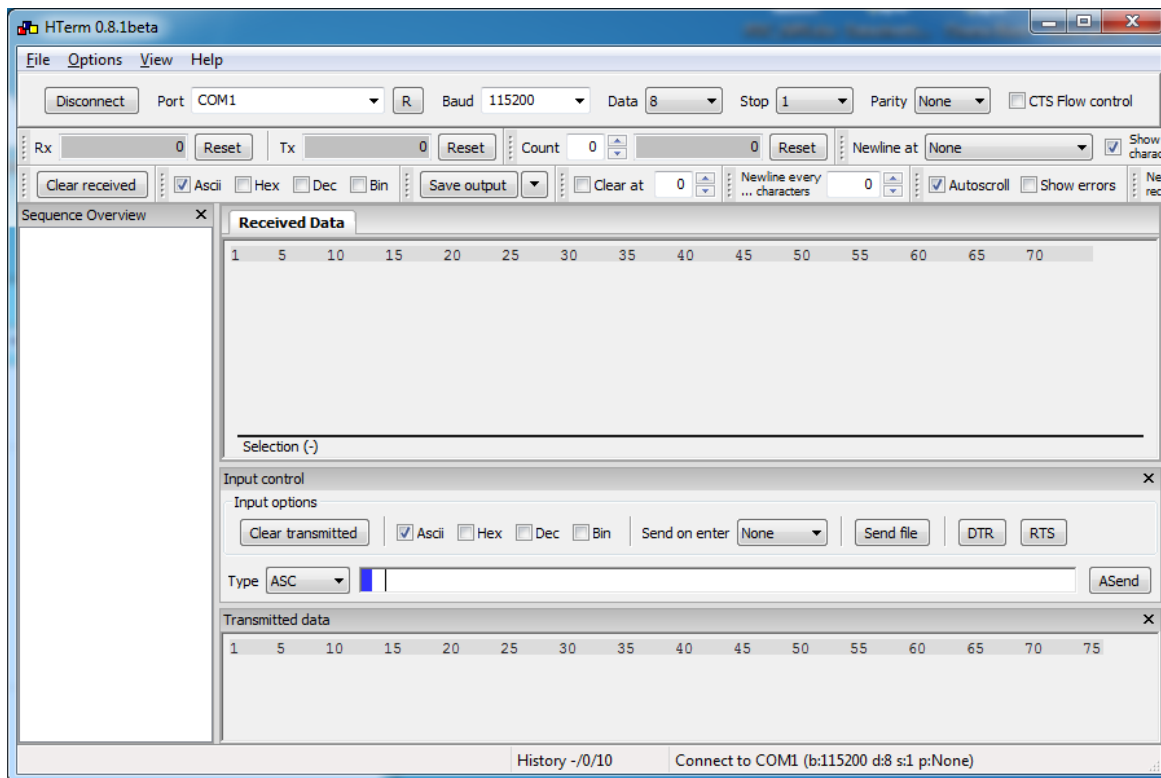 HTerm 0.8.1beta
File Options View Help
Disconnect Port COM1 R Baud 115200 Data 8 Stop 1 Parity None CTS Flow control
Rx 0 Reset Tx 0 Reset Count 0 0 Reset Newline at None Show
charac
Clear received Ascii Hex Dec Bin Save output Clear at 0 Newline every
... characters 0 Autoscroll Show errors Ne
rec
Sequence Overview
Received Data
1 5 10 15 20 25 30 35 40 45 50 55 60 65 70
Selection (-)
Input control
Input options
Clear transmitted Ascii Hex Dec Bin Send on enter None Send file DTR RTS
Type ASC ASend
Transmitted data
1 5 10 15 20 25 30 35 40 45 50 55 60 65 70 75
History -/0/10 Connect to COM1 (b:115200 d:8 s:1 p:None)